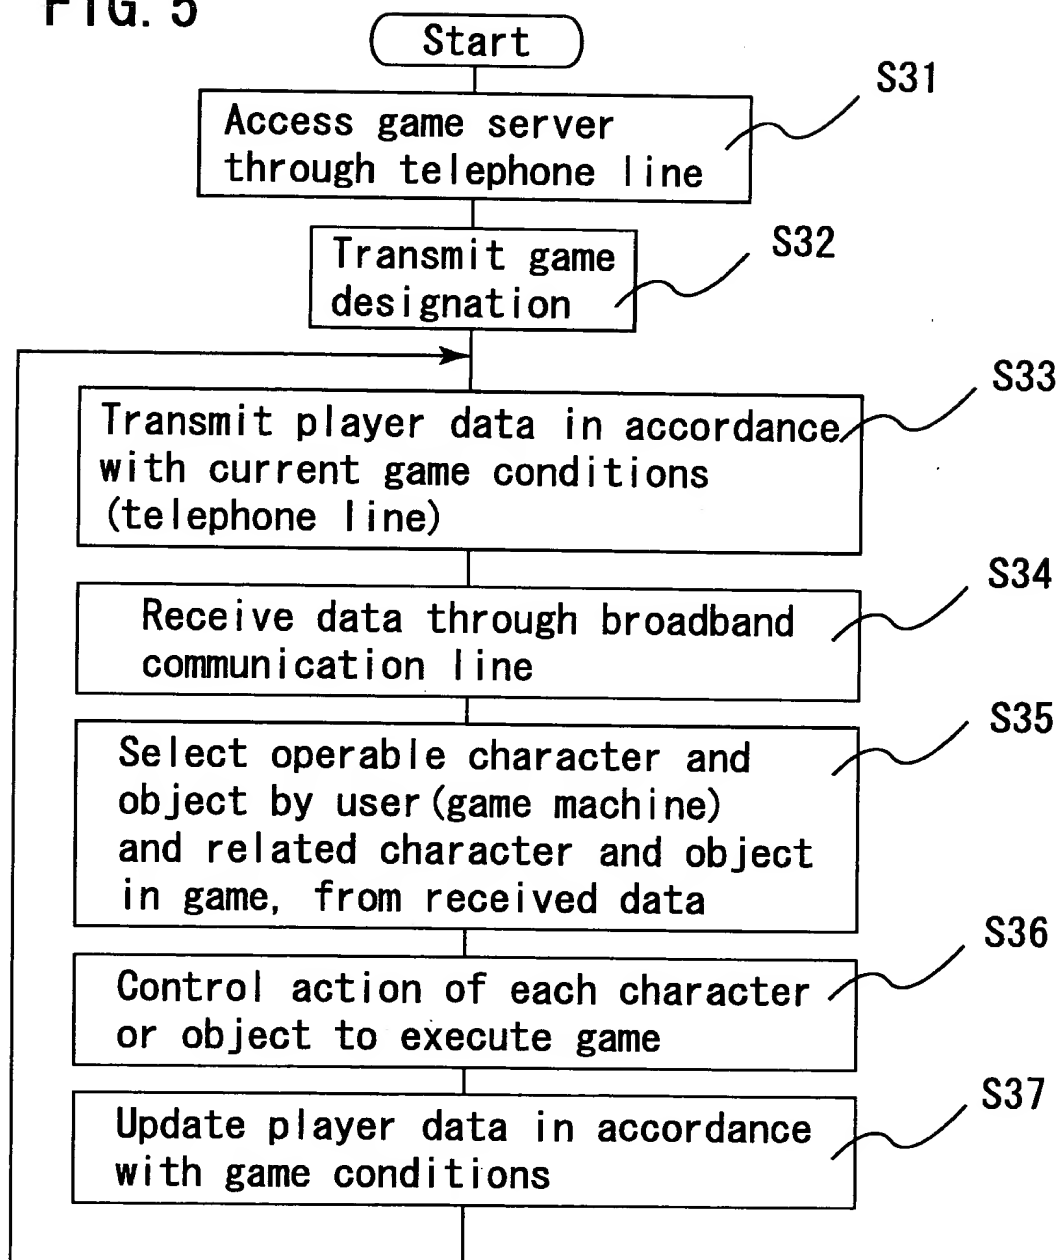 FIG. 5
Start
S31
Access game server
through telephone line
S32
Transmit game
designation
S33
Transmit player data in accordance
with current game conditions
(telephone line)
S34
Receive data through broadband
communication line
S35
Select operable character and
object by user(game machine)
and related character and object
in game, from received data
S36
Control action of each character
or object to execute game
S37
Update player data in accordance
with game conditions